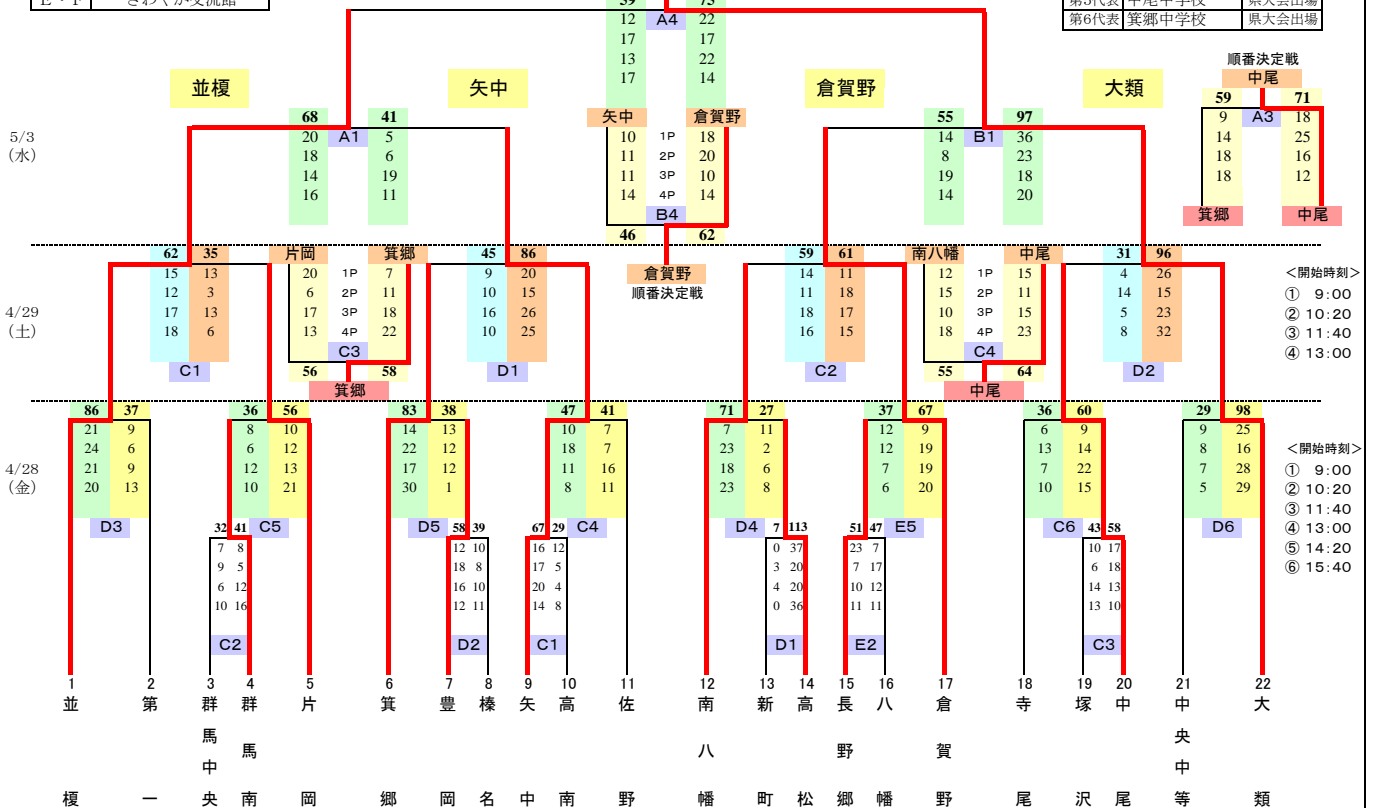 E・F さわやか交流館
59 75
第5代表 中尾中学校 県大会出場
第6代表 箕郷中学校 県大会出場
12 A4 22
17 17
13 22
17 14
並榎 矢中 倉賀野 大類
順番決定戦
中尾
59 71
9 A3 18
14 25
18 16
18 12
箕郷 中尾
5/3
(水)
68 41
20 A1 5
18 6
14 19
16 11
矢中 倉賀野
10 1P 18
11 2P 20
11 3P 10
14 4P 14
B4
46 62
倉賀野
順番決定戦
55 97
14 B1 36
8 23
19 18
14 20
4/29
(土)
62 35
15 13
12 3
17 13
18 6
C1
片岡 箕郷
20 1P 7
6 2P 11
17 3P 18
13 4P 22
C3
56 58
箕郷
45 86
9 20
10 15
16 26
10 25
D1
59 61
14 11
11 18
18 17
16 15
C2
南八幡 中尾
12 1P 15
15 2P 11
10 3P 15
18 4P 23
C4
55 64
中尾
31 96
4 26
14 15
5 23
8 32
D2
<開始時刻>
① 9:00
② 10:20
③ 11:40
④ 13:00
4/28
(金)
86 37
21 9
24 6
21 9
20 13
D3
36 56
8 10
6 12
12 13
10 21
C5
32 41
7 8
9 5
6 12
10 16
C2
83 38
14 13
22 12
17 12
30 1
D5
58 39
12 10
18 8
16 10
12 11
D2
47 41
10 7
18 7
11 16
8 11
C4
67 29
16 12
17 5
20 4
14 8
C1
71 27
7 11
23 2
18 6
23 8
D4
7 113
0 37
3 20
4 20
0 36
D1
37 67
12 9
12 19
7 19
6 20
E5
51 47
23 7
7 17
10 12
11 11
E2
36 60
6 9
13 14
7 22
10 15
C6
43 58
10 17
6 18
14 13
13 10
C3
29 98
9 25
8 16
7 28
5 29
D6
<開始時刻>
① 9:00
② 10:20
③ 11:40
④ 13:00
⑤ 14:20
⑥ 15:40
1 並榎
2 第一
3 群馬中央
4 群馬南
5 片岡
6 箕郷
7 豊岡
8 榛名
9 矢中
10 高南
11 佐野
12 南八幡
13 新町
14 高松
15 長野郷
16 八幡
17 倉賀野
18 寺尾
19 塚沢
20 中尾
21 中央中等
22 大類